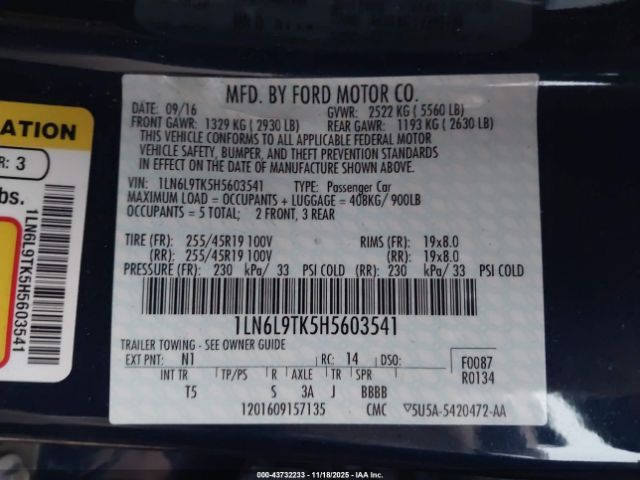 MFD. BY FORD MOTOR CO.
DATE: 09/16 GVWR: 2522 KG ( 5560 LB)
FRONT GAWR: 1329 KG ( 2930 LB) REAR GAWR: 1193 KG ( 2630 LB)
THIS VEHICLE CONFORMS TO ALL APPLICABLE FEDERAL MOTOR
VEHICLE SAFETY, BUMPER, AND THEFT PREVENTION STANDARDS
IN EFFECT ON THE DATE OF MANUFACTURE SHOWN ABOVE.
VIN: 1LN6L9TK5H5603541 TYPE: Passenger Car
MAXIMUM LOAD = OCCUPANTS + LUGGAGE = 408KG/ 900LB
OCCUPANTS = 5 TOTAL; 2 FRONT, 3 REAR
TIRE (FR): 255/45R19 100V RIMS (FR): 19x8.0
(RR): 255/45R19 100V (RR): 19x8.0
PRESSURE (FR): 230 kPa/ 33 PSI COLD (RR): 230 kPa/ 33 PSI COLD
1LN6L9TK5H5603541
TRAILER TOWING - SEE OWNER GUIDE
EXT PNT: N1 RC: 14 DSO: F0087
R0134
INT TR TP/PS R AXLE TR SPR
T5 S 3A J BBBB
1201609157135 CMC 5U5A-5420472-AA
ATION
R: 3
bs.
1LN6L9TK5H5603541
000-43732233 - 11/18/2025 - IAA Inc.